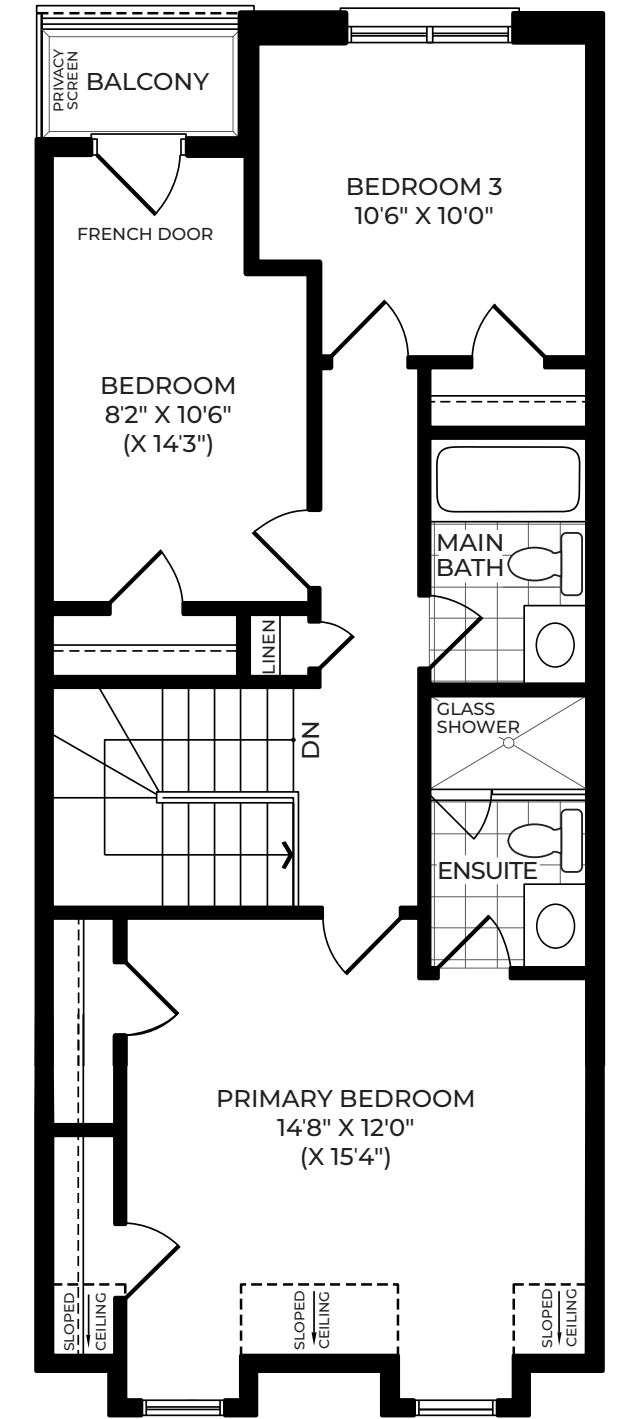 PRIVACY
SCREEN
BALCONY
BEDROOM 3
10'6" X 10'0"
FRENCH DOOR
BEDROOM
8'2" X 10'6"
(X 14'3")
MAIN
BATH
LINEN
GLASS
SHOWER
DN
ENSUITE
PRIMARY BEDROOM
14'8" X 12'0"
(X 15'4")
SLOPED
CEILING
SLOPED
CEILING
SLOPED
CEILING